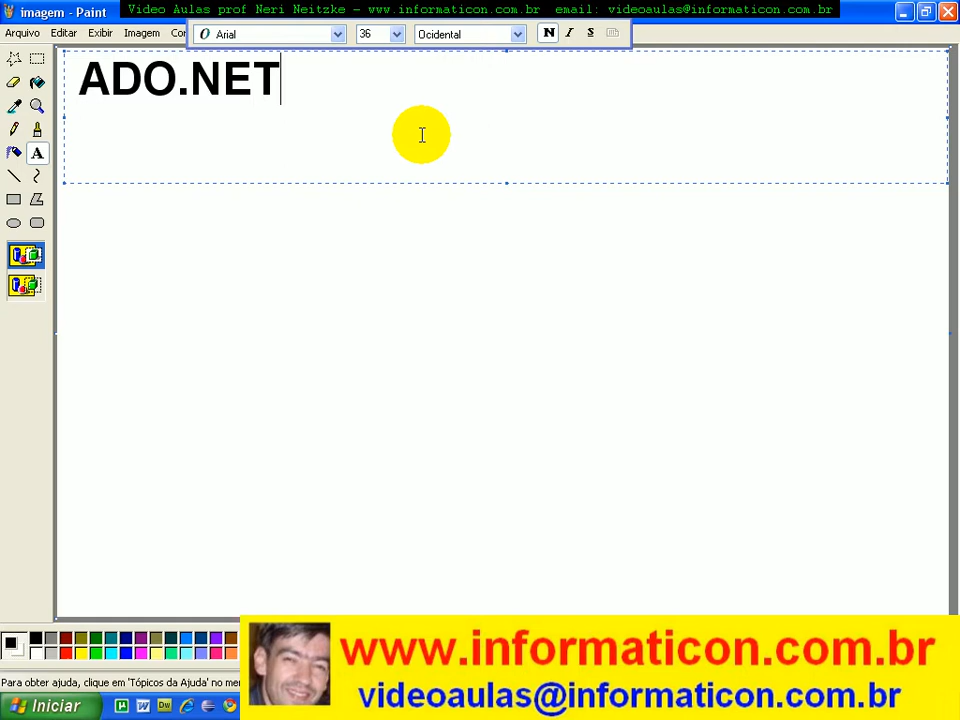 imagem - Paint
Video Aulas prof Neri Neitzke – www.informaticon.com.br email: videoaulas@informaticon.com.br
Arquivo Editar Exibir Imagem
O Arial 36 Ocidental N I S
ADO.NET
A
www.informaticon.com.br
videoaulas@informaticon.com.br
Para obter ajuda, clique em 'Tópicos da Ajuda' no
Iniciar